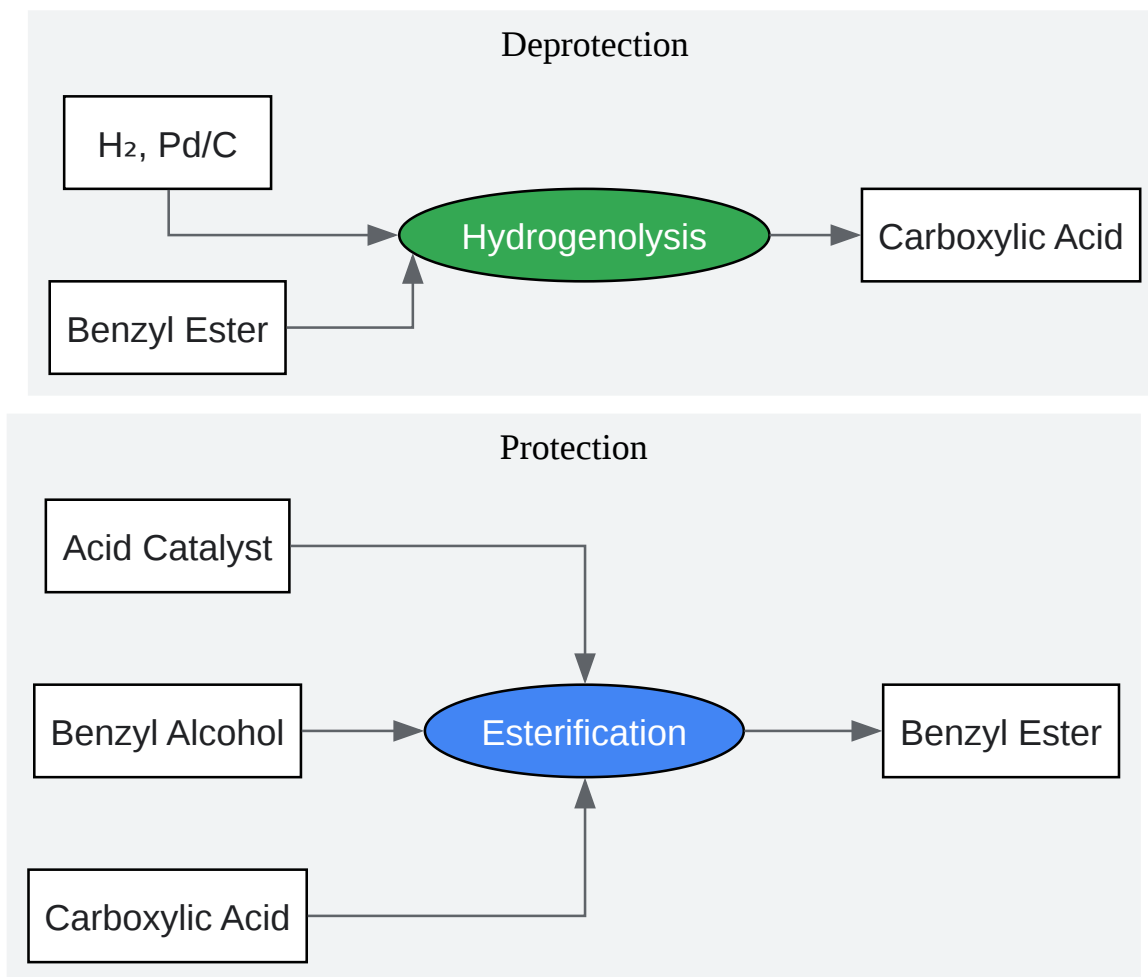 Deprotection
H₂, Pd/C
Hydrogenolysis
Carboxylic Acid
Benzyl Ester
Protection
Acid Catalyst
Benzyl Alcohol
Esterification
Benzyl Ester
Carboxylic Acid